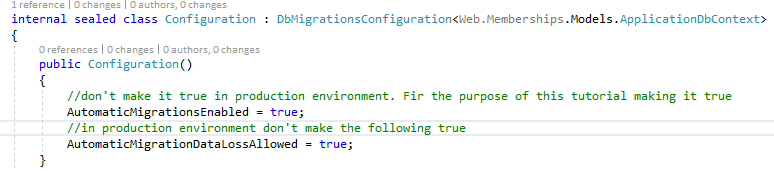 1 reference | 0 changes | 0 authors, 0 changes
internal sealed class Configuration : DbMigrationsConfiguration<Web.Memberships.Models.ApplicationDbContext>
{
0 references | 0 changes | 0 authors, 0 changes
public Configuration()
{
//don't make it true in production environment. Fir the purpose of this tutorial making it true
AutomaticMigrationsEnabled = true;
//in production environment don't make the following true
AutomaticMigrationDataLossAllowed = true;
}